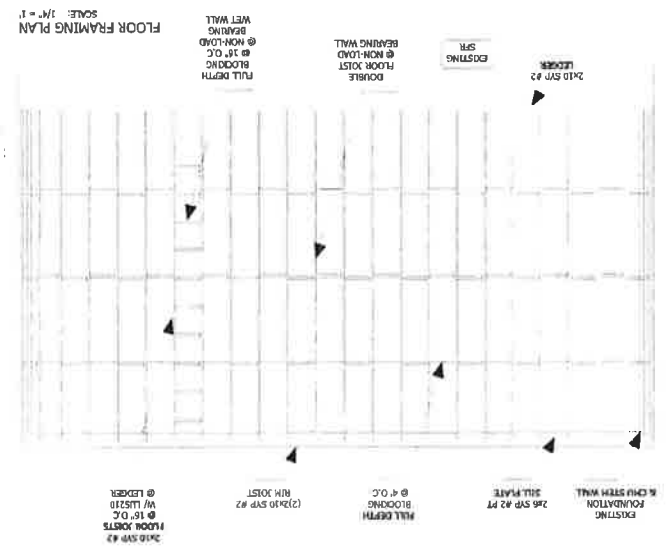 EXISTING
FOUNDATION
& CMU STEM WALL
2x6 SYP #2 PT
SILL PLATE
FULL DEPTH
BLOCKING
@ 4' O.C
(2)2x10 SYP #2
RIM JOIST
2x10 SYP #2
FLOOR JOISTS
@ 16" O.C.
W/ LUS210
@ LEDGER
2x10 SYP #2
LEDGER
EXISTING
SFR
DOUBLE
FLOOR JOIST
@ NON-LOAD
BEARING WALL
FULL DEPTH
BLOCKING
@ 16" O.C
@ NON-LOAD
BEARING
WET WALL
FLOOR FRAMING PLAN
SCALE: 1/4" = 1'